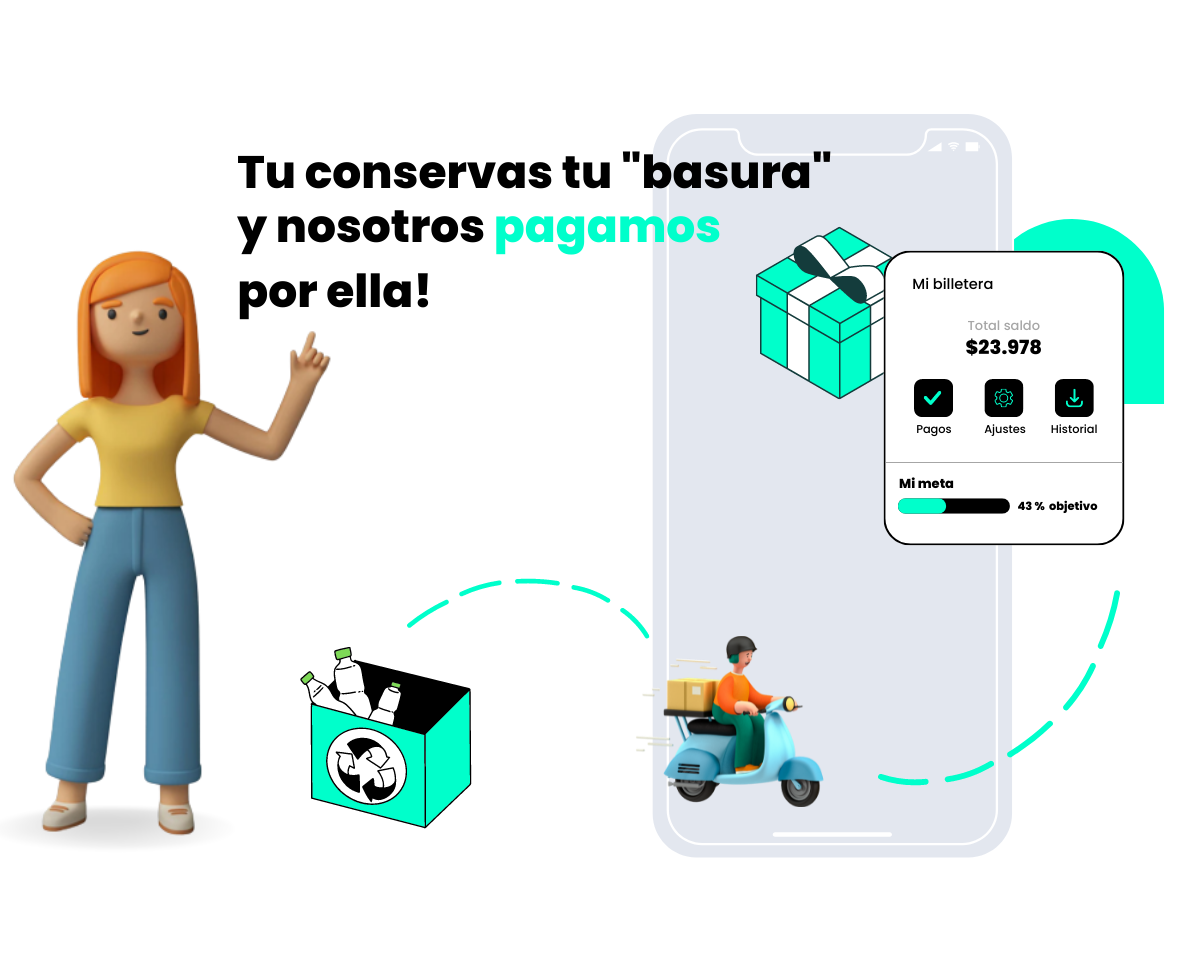 Tu conservas tu "basura"
y nosotros pagamos
por ella!
Mi billetera
Total saldo
$23.978
Pagos
Ajustes
Historial
Mi meta
43 % objetivo